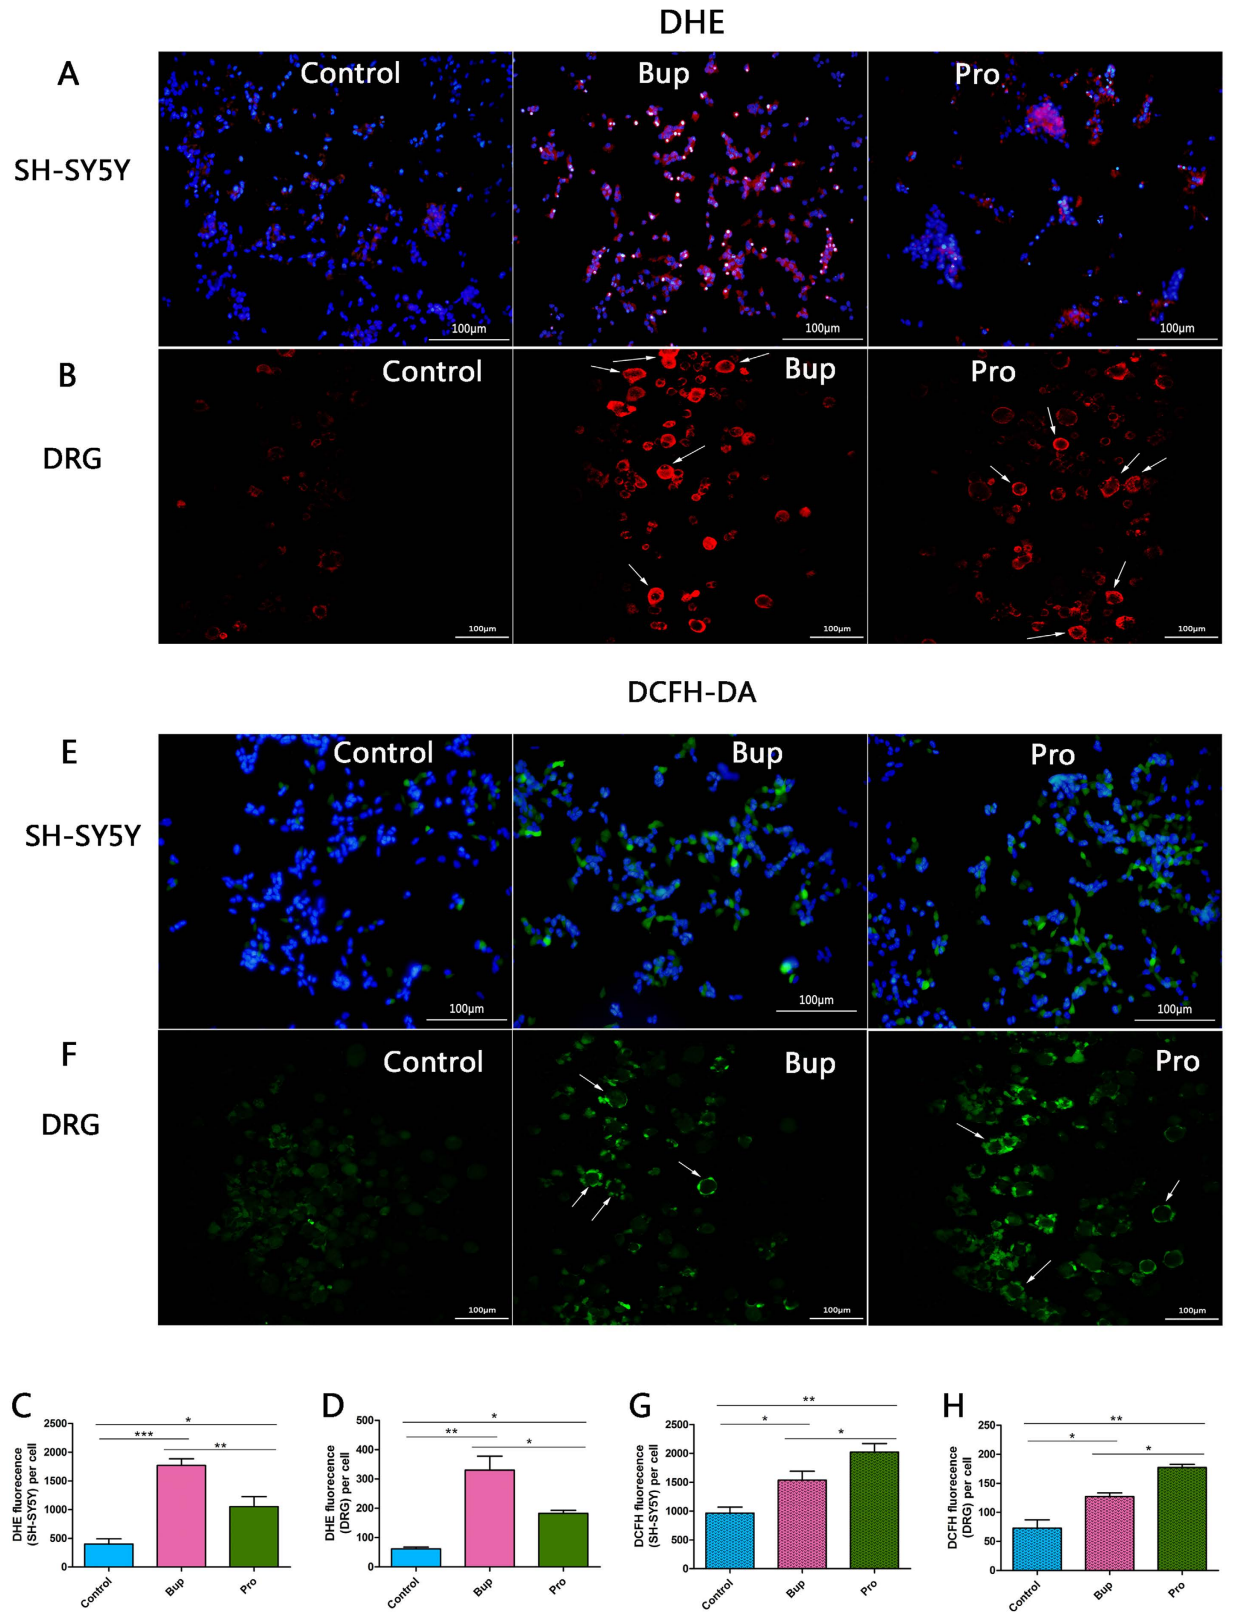 DHE
A
Control
Bup
Pro
SH-SY5Y
100μm
100μm
100μm
B
Control
Bup
Pro
DRG
100μm
100μm
100μm
DCFH-DA
E
Control
Bup
Pro
SH-SY5Y
100μm
100μm
100μm
F
Control
Bup
Pro
DRG
100μm
100μm
100μm
C
DHE fluorecence
(SH-SY5Y) per cell
2500
2000
1500
1000
500
0
*
***
**
Control
Bup
Pro
D
DHE fluorecence
(DRG) per cell
500
400
300
200
100
0
*
**
*
Control
Bup
Pro
G
DCFH fluorecence
(SH-SY5Y) per cell
2500
2000
1500
1000
500
0
**
*
*
Control
Bup
Pro
H
DCFH fluorecence
(DRG) per cell
250
200
150
100
50
0
**
*
*
Control
Bup
Pro